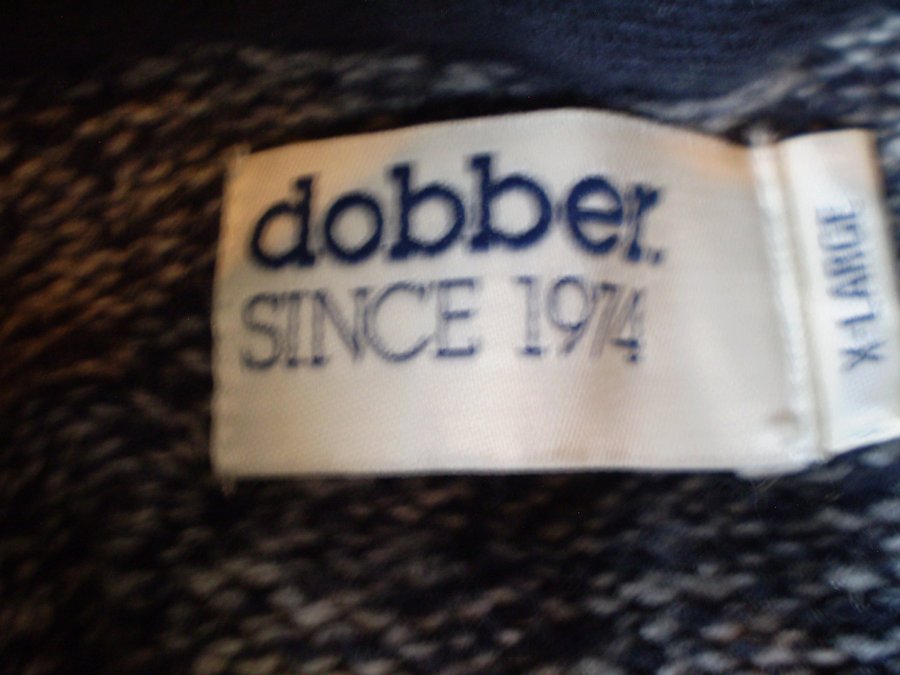 dobber.
SINCE 1974
X-LARGE